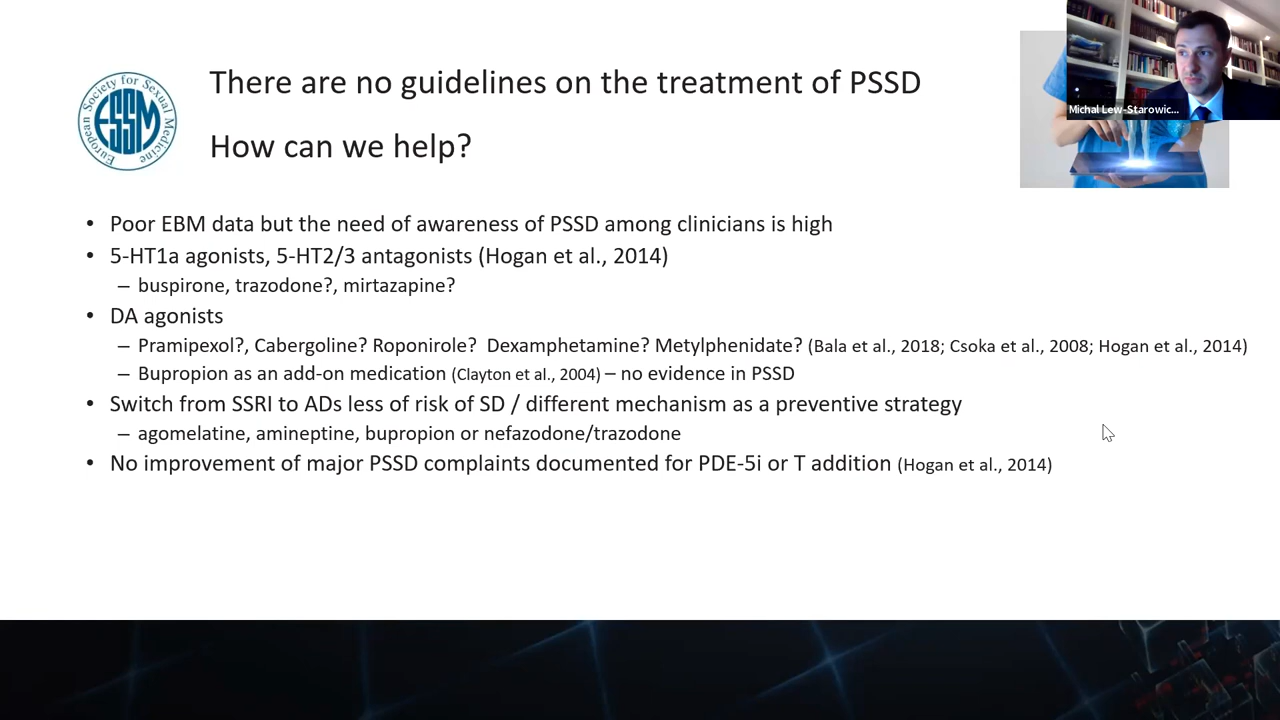 European Society for Sexual Medicine
ESSM
There are no guidelines on the treatment of PSSD
How can we help?
Michal Lew-Starowic...
• Poor EBM data but the need of awareness of PSSD among clinicians is high
• 5-HT1a agonists, 5-HT2/3 antagonists (Hogan et al., 2014)
– buspirone, trazodone?, mirtazapine?
• DA agonists
– Pramipexol?, Cabergoline? Roponirole? Dexamphetamine? Metylphenidate? (Bala et al., 2018; Csoka et al., 2008; Hogan et al., 2014)
– Bupropion as an add-on medication (Clayton et al., 2004) – no evidence in PSSD
• Switch from SSRI to ADs less of risk of SD / different mechanism as a preventive strategy
– agomelatine, amineptine, bupropion or nefazodone/trazodone
• No improvement of major PSSD complaints documented for PDE-5i or T addition (Hogan et al., 2014)